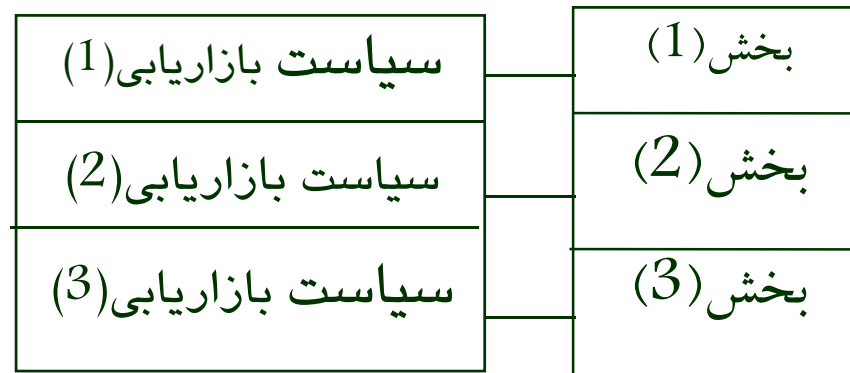 بخش(1)
سیاست بازاریابی(1)
بخش(2)
سیاست بازاریابی(2)
بخش(3)
سیاست بازاریابی(3)